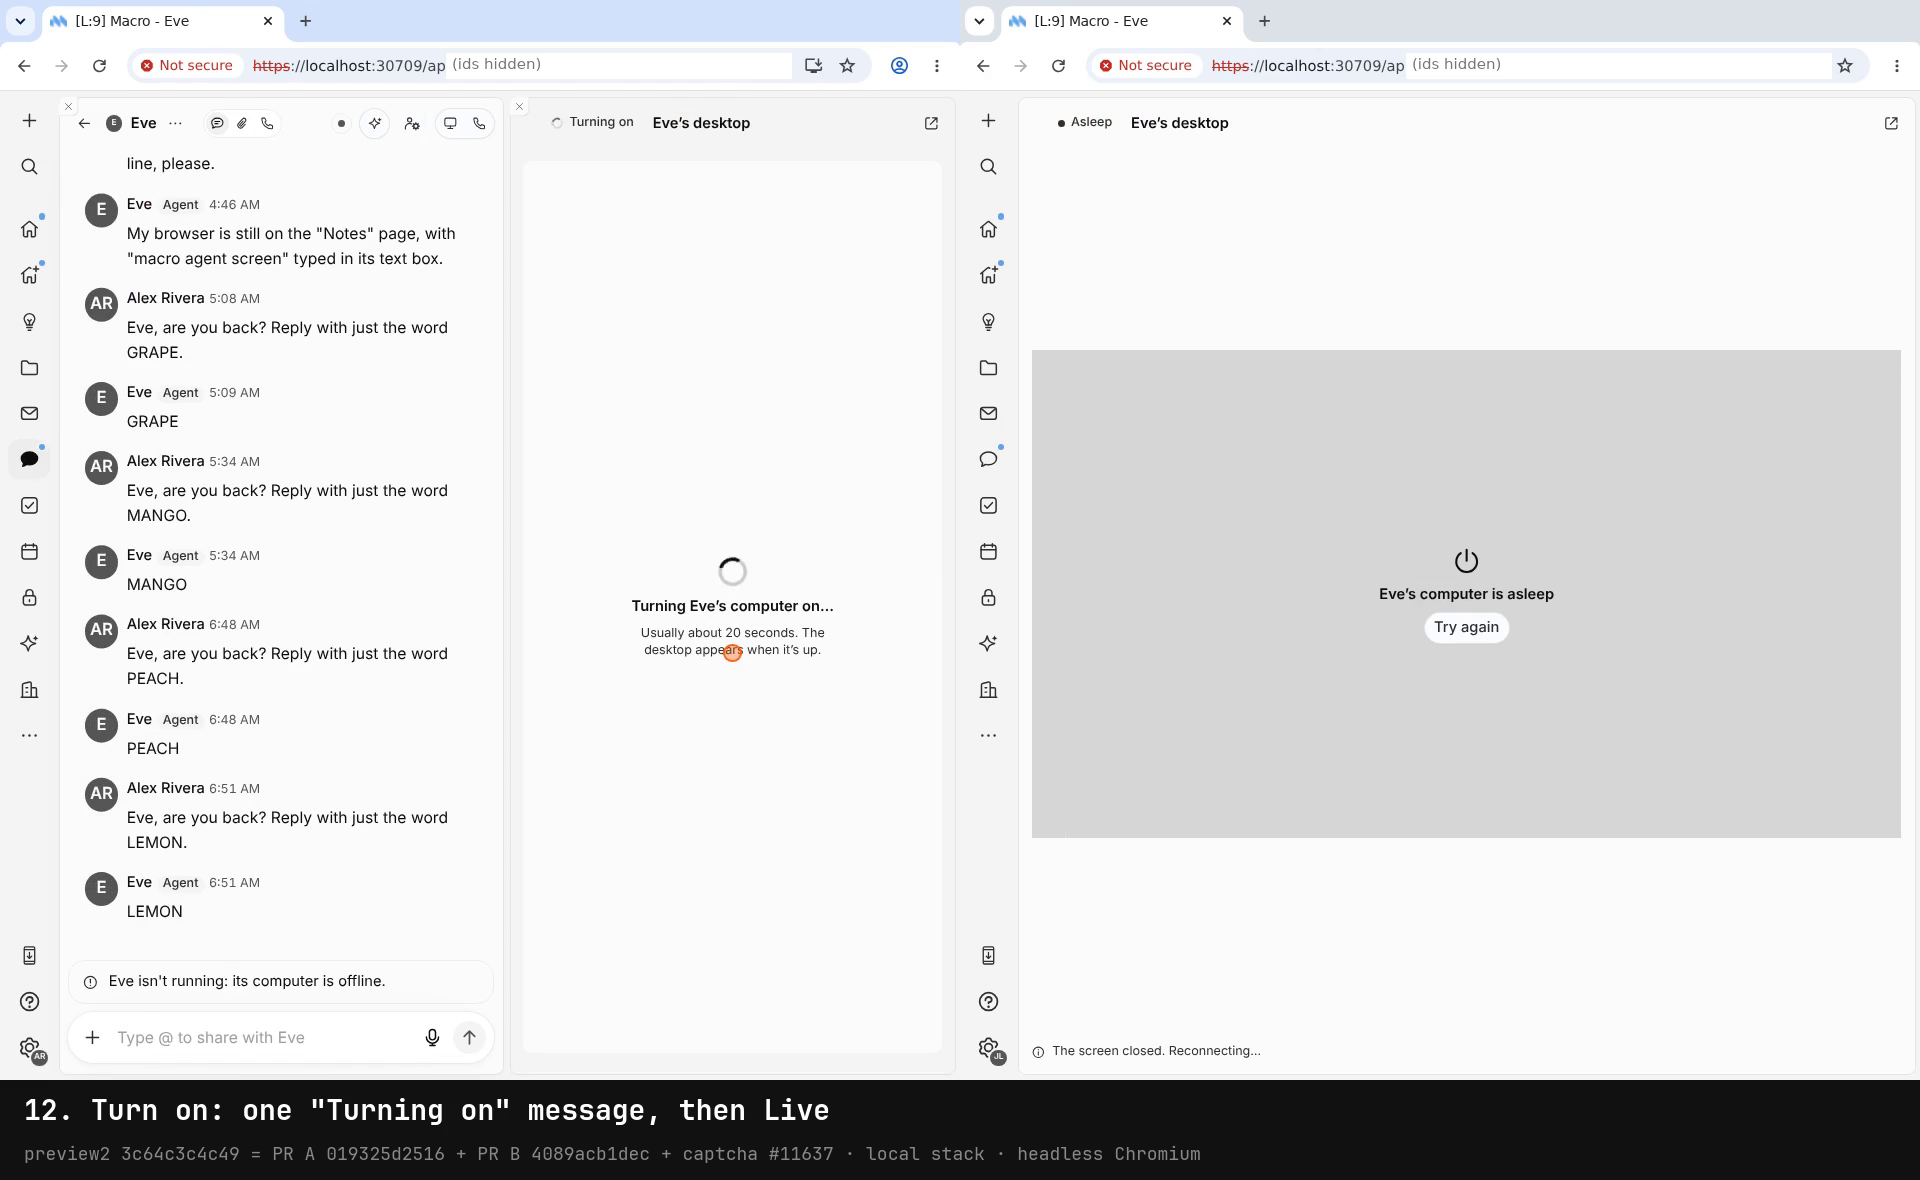 [L:9] Macro - Eve
Not secure
https://localhost:30709/ap (ids hidden)
E
Eve
Turning on
Eve’s desktop
line, please.
E
Eve Agent 4:46 AM
My browser is still on the "Notes" page, with
"macro agent screen" typed in its text box.
AR
Alex Rivera 5:08 AM
Eve, are you back? Reply with just the word
GRAPE.
E
Eve Agent 5:09 AM
GRAPE
AR
Alex Rivera 5:34 AM
Eve, are you back? Reply with just the word
MANGO.
E
Eve Agent 5:34 AM
MANGO
AR
Alex Rivera 6:48 AM
Eve, are you back? Reply with just the word
PEACH.
E
Eve Agent 6:48 AM
PEACH
AR
Alex Rivera 6:51 AM
Eve, are you back? Reply with just the word
LEMON.
E
Eve Agent 6:51 AM
LEMON
Eve isn't running: its computer is offline.
Type @ to share with Eve
AR
Turning Eve’s computer on...
Usually about 20 seconds. The
desktop appears when it’s up.
[L:9] Macro - Eve
Not secure
https://localhost:30709/ap (ids hidden)
Asleep
Eve’s desktop
Eve’s computer is asleep
Try again
The screen closed. Reconnecting...
JL
12. Turn on: one "Turning on" message, then Live
preview2 3c64c3c4c49 = PR A 019325d2516 + PR B 4089acb1dec + captcha #11637 · local stack · headless Chromium